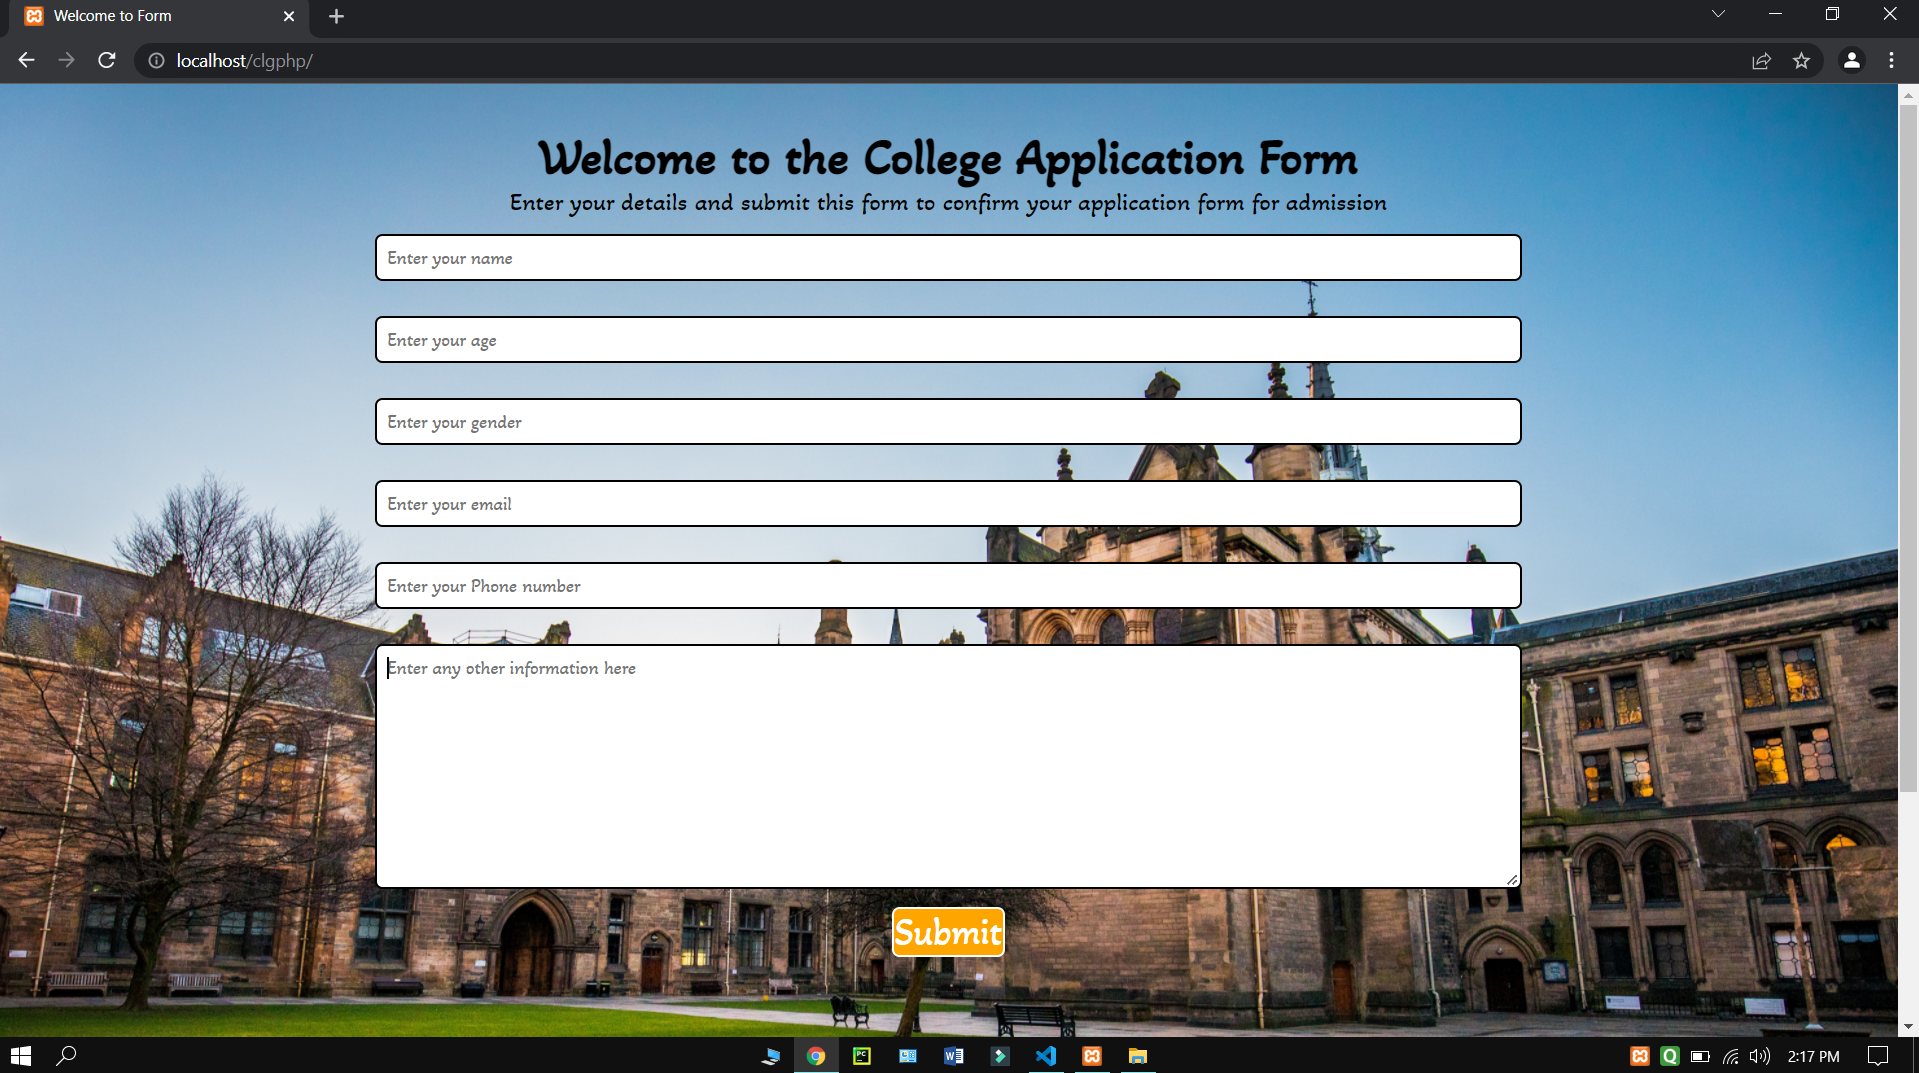 Welcome to Form
localhost/clgphp/
Welcome to the College Application Form
Enter your details and submit this form to confirm your application form for admission
Enter your name
Enter your age
Enter your gender
Enter your email
Enter your Phone number
Enter any other information here
Submit
2:17 PM